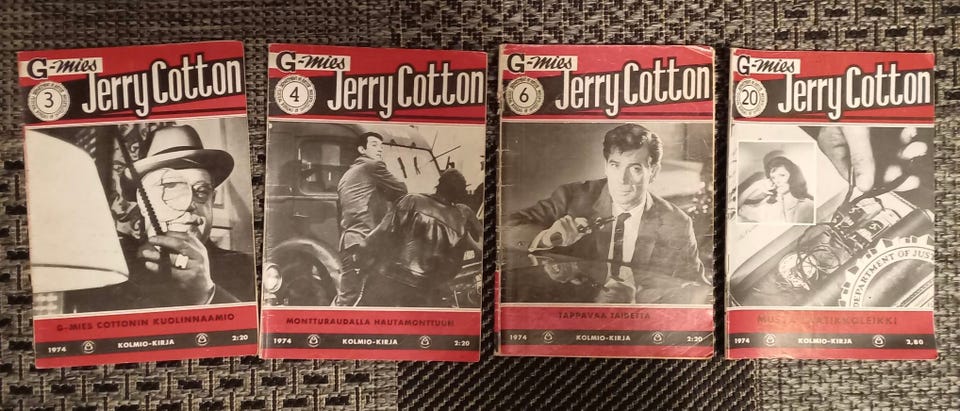 G-mies
Jerry Cotton
3
G-MIES COTTONIN KUOLINNAAMIO
1974 KOLMIO-KIRJA 2:20
G-mies
Jerry Cotton
4
MONTTURAUDALLA HAUTAMONTTUUN
1974 KOLMIO-KIRJA 2:20
G-mies
Jerry Cotton
6
TAPPAVAA TAIDETTA
1974 KOLMIO-KIRJA 2:20
G-mies
Jerry Cotton
20
DEPARTMENT OF JUST
1974 KOLMIO-KIRJA 2,80